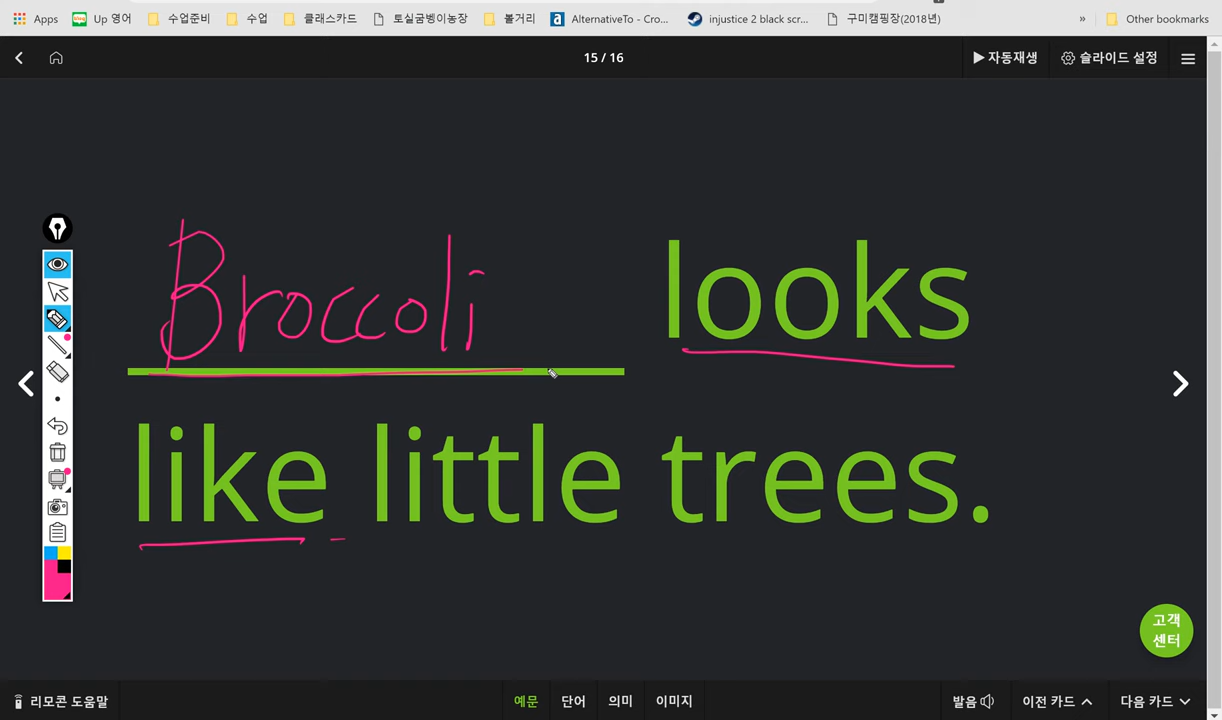 Apps Up 영어 수업준비 수업 클래스카드 토실굼벵이농장 볼거리 AlternativeTo - Cro... injustice 2 black scr... 구미캠핑장(2018년) » Other bookmarks
15 / 16 자동재생 슬라이드 설정
Broccoli looks
like little trees.
고객
센터
리모콘 도움말 예문 단어 의미 이미지 발음 이전 카드 다음 카드